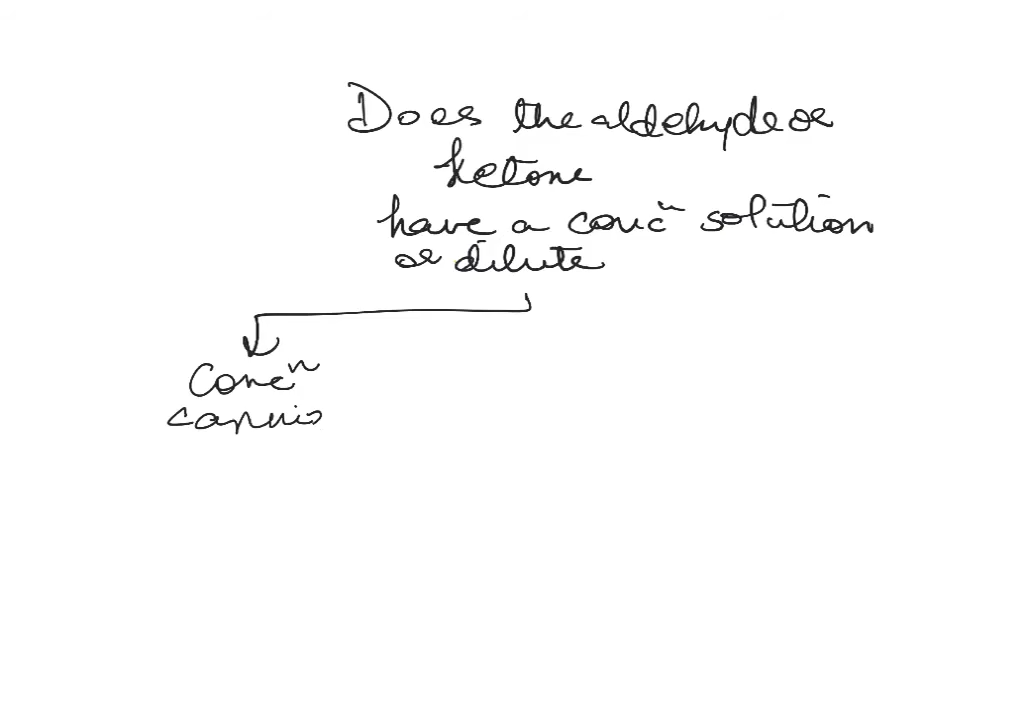 Does the aldehyde or
ketone
have a concⁿ solution
or dilute
Concⁿ
cannis